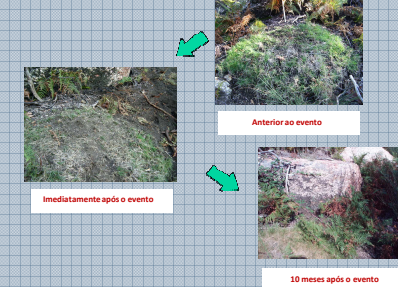 Anterior ao evento
Imediatamente após o evento
10 meses após o evento